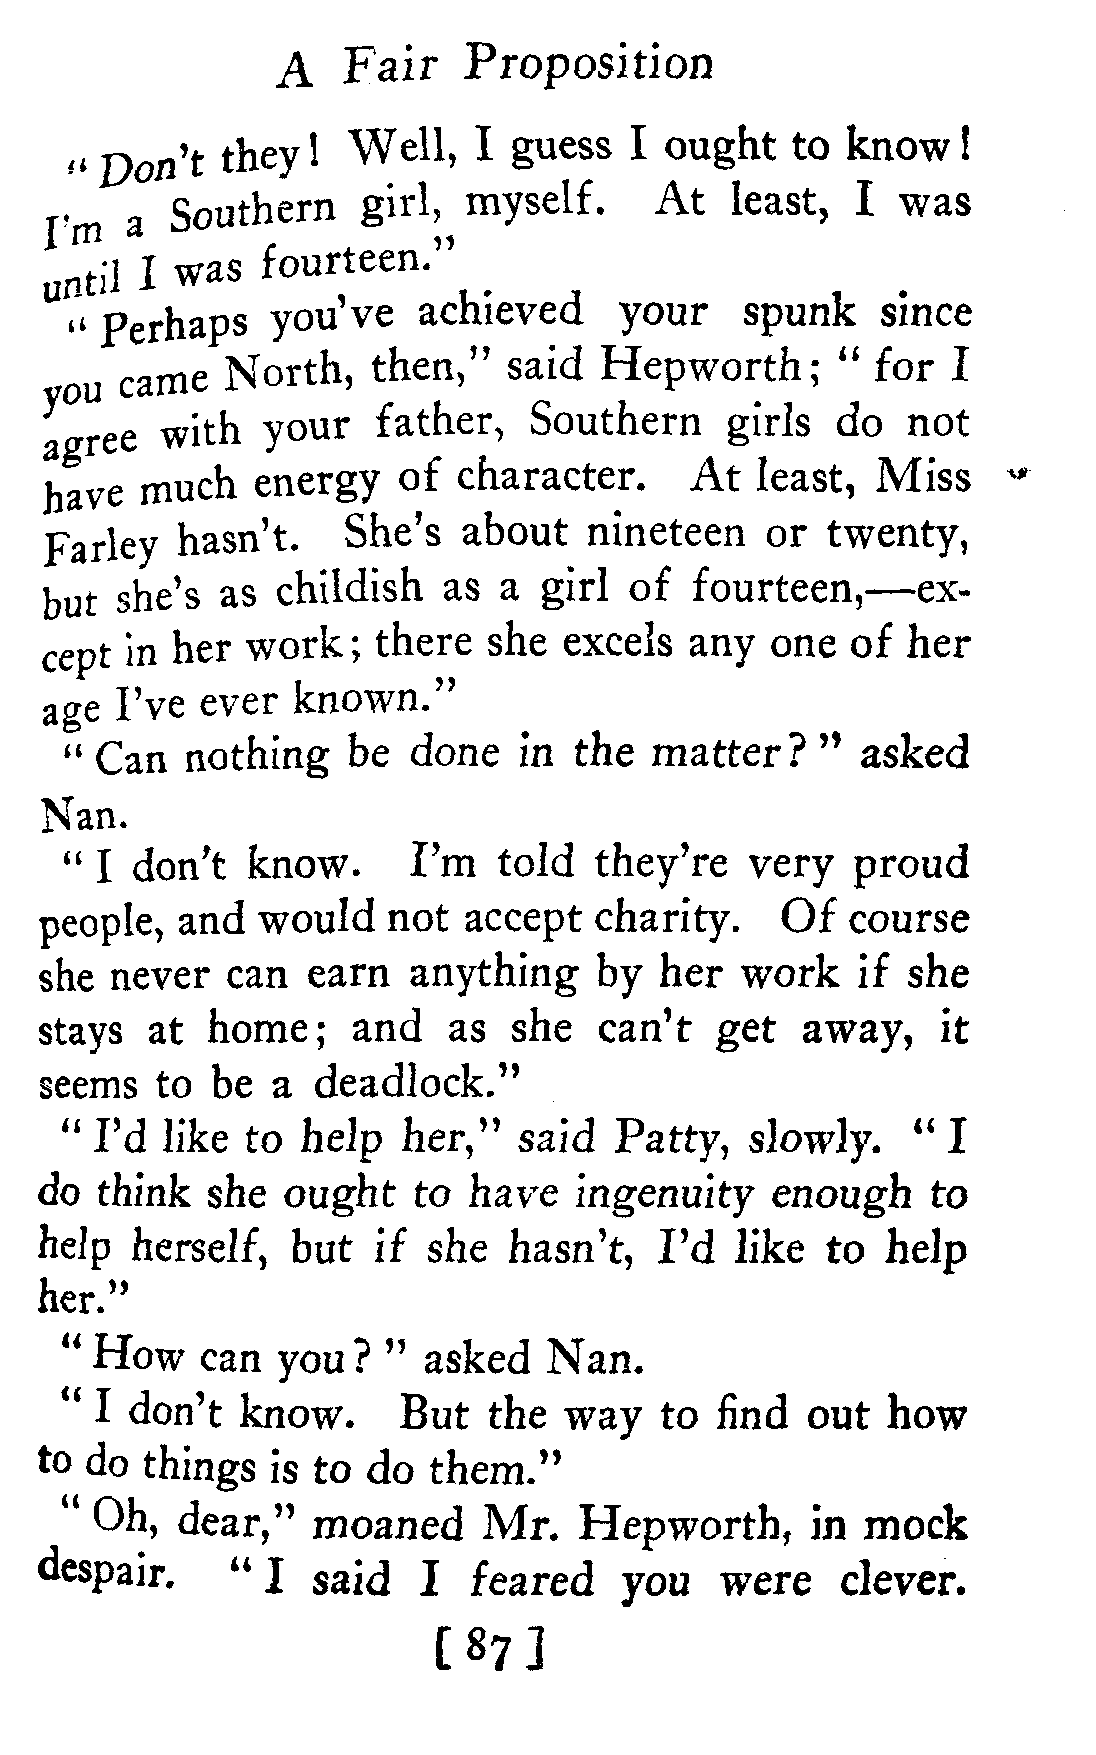 A Fair Proposition
"Don't they! Well, I guess I ought to know!
I'm a Southern girl, myself. At least, I was
until I was fourteen."
"Perhaps you've achieved your spunk since
you came North, then," said Hepworth; "for I
agree with your father, Southern girls do not
have much energy of character. At least, Miss
Farley hasn't. She's about nineteen or twenty,
but she's as childish as a girl of fourteen,—ex-
cept in her work; there she excels any one of her
age I've ever known."
"Can nothing be done in the matter?" asked
Nan.
"I don't know. I'm told they're very proud
people, and would not accept charity. Of course
she never can earn anything by her work if she
stays at home; and as she can't get away, it
seems to be a deadlock."
"I'd like to help her," said Patty, slowly. "I
do think she ought to have ingenuity enough to
help herself, but if she hasn't, I'd like to help
her."
"How can you?" asked Nan.
"I don't know. But the way to find out how
to do things is to do them."
"Oh, dear," moaned Mr. Hepworth, in mock
despair. "I said I feared you were clever.
[87]